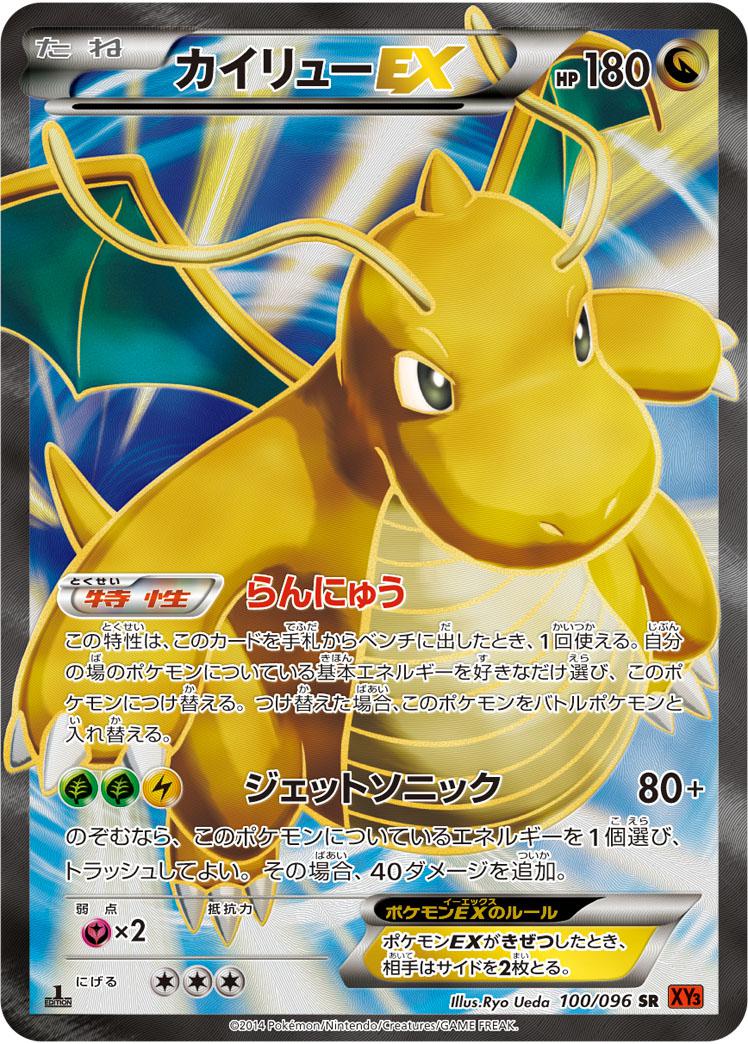 たね
カイリューEX
HP180
とくせい
特性 らんにゅう
この特性は、このカードを手札からベンチに出したとき、1回使える。自分
の場のポケモンについている基本エネルギーを好きなだけ選び、このポ
ケモンにつけ替える。つけ替えた場合、このポケモンをバトルポケモンと
入れ替える。
ジェットソニック 80+
のぞむなら、このポケモンについているエネルギーを1個選び、
トラッシュしてよい。その場合、40ダメージを追加。
弱点 抵抗力
×2
にげる
イーエックス
ポケモンEXのルール
ポケモンEXがきぜつしたとき、
相手はサイドを2枚とる。
1 EDITION
Illus.Ryo Ueda 100/096 SR XY3
©2014 Pokémon/Nintendo/Creatures/GAME FREAK.